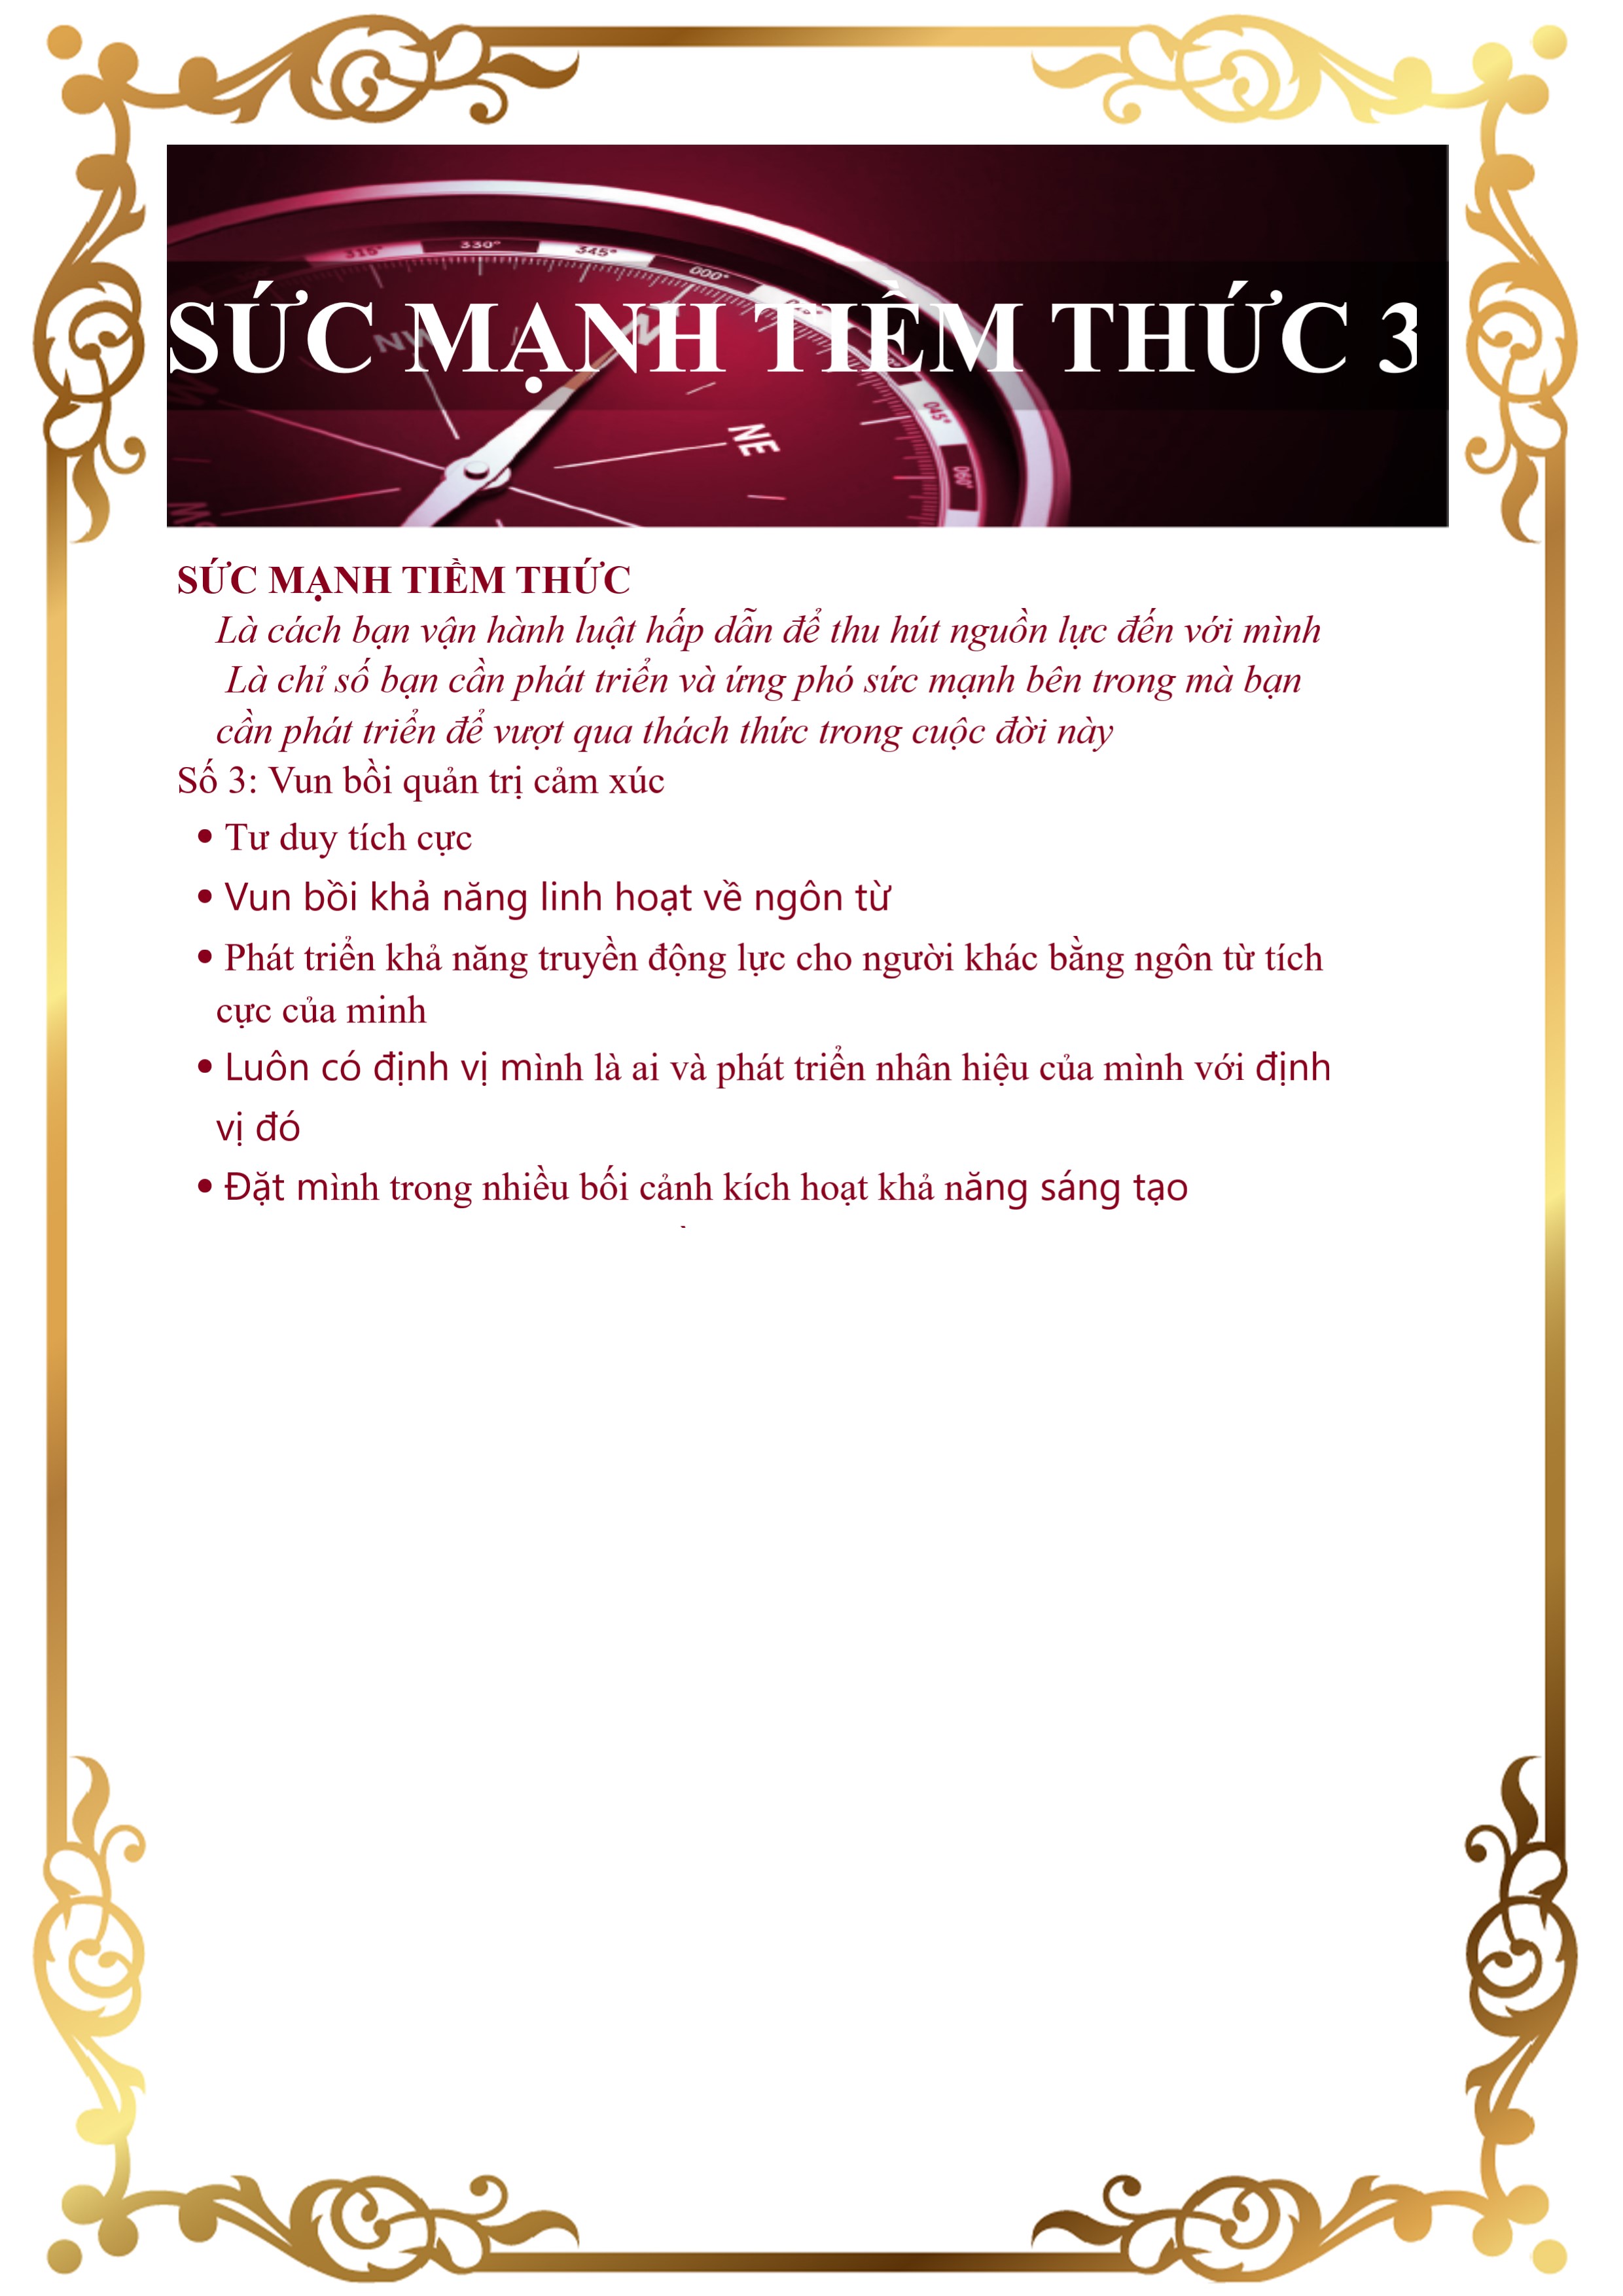 315° 330° 345° 000°
SỨC MẠNH TIỀM THỨC 3
NW
N
NE
045°
060°
SỨC MẠNH TIỀM THỨC
Là cách bạn vận hành luật hấp dẫn để thu hút nguồn lực đến với mình
Là chỉ số bạn cần phát triển và ứng phó sức mạnh bên trong mà bạn
cần phát triển để vượt qua thách thức trong cuộc đời này
Số 3: Vun bồi quản trị cảm xúc
• Tư duy tích cực
• Vun bồi khả năng linh hoạt về ngôn từ
• Phát triển khả năng truyền động lực cho người khác bằng ngôn từ tích
cực của minh
• Luôn có định vị mình là ai và phát triển nhân hiệu của mình với định
vị đó
• Đặt mình trong nhiều bối cảnh kích hoạt khả năng sáng tạo